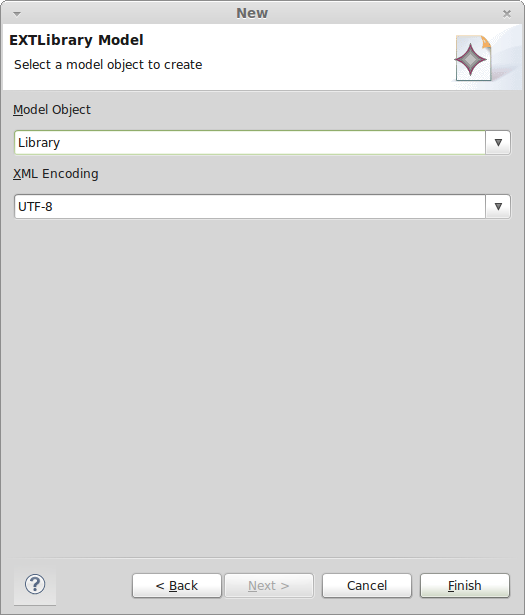 New
EXTLibrary Model
Select a model object to create
Model Object
Library
XML Encoding
UTF-8
?
< Back
Next >
Cancel
Finish